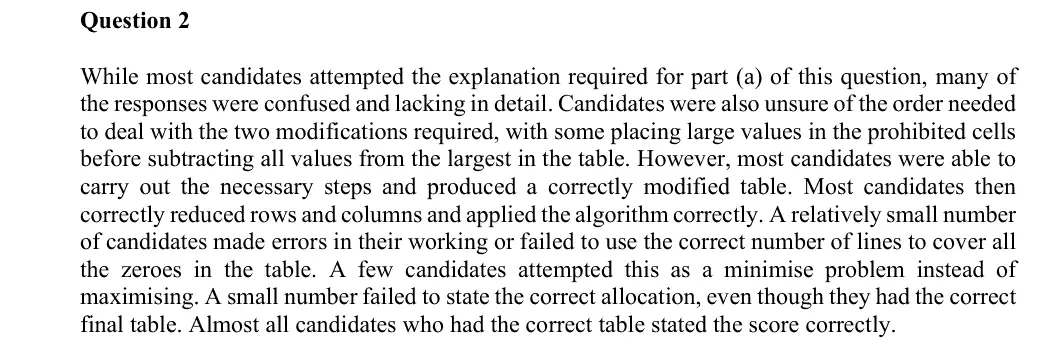 Question 2
While most candidates attempted the explanation required for part (a) of this question, many of
the responses were confused and lacking in detail. Candidates were also unsure of the order needed
to deal with the two modifications required, with some placing large values in the prohibited cells
before subtracting all values from the largest in the table. However, most candidates were able to
carry out the necessary steps and produced a correctly modified table. Most candidates then
correctly reduced rows and columns and applied the algorithm correctly. A relatively small number
of candidates made errors in their working or failed to use the correct number of lines to cover all
the zeroes in the table. A few candidates attempted this as a minimise problem instead of
maximising. A small number failed to state the correct allocation, even though they had the correct
final table. Almost all candidates who had the correct table stated the score correctly.